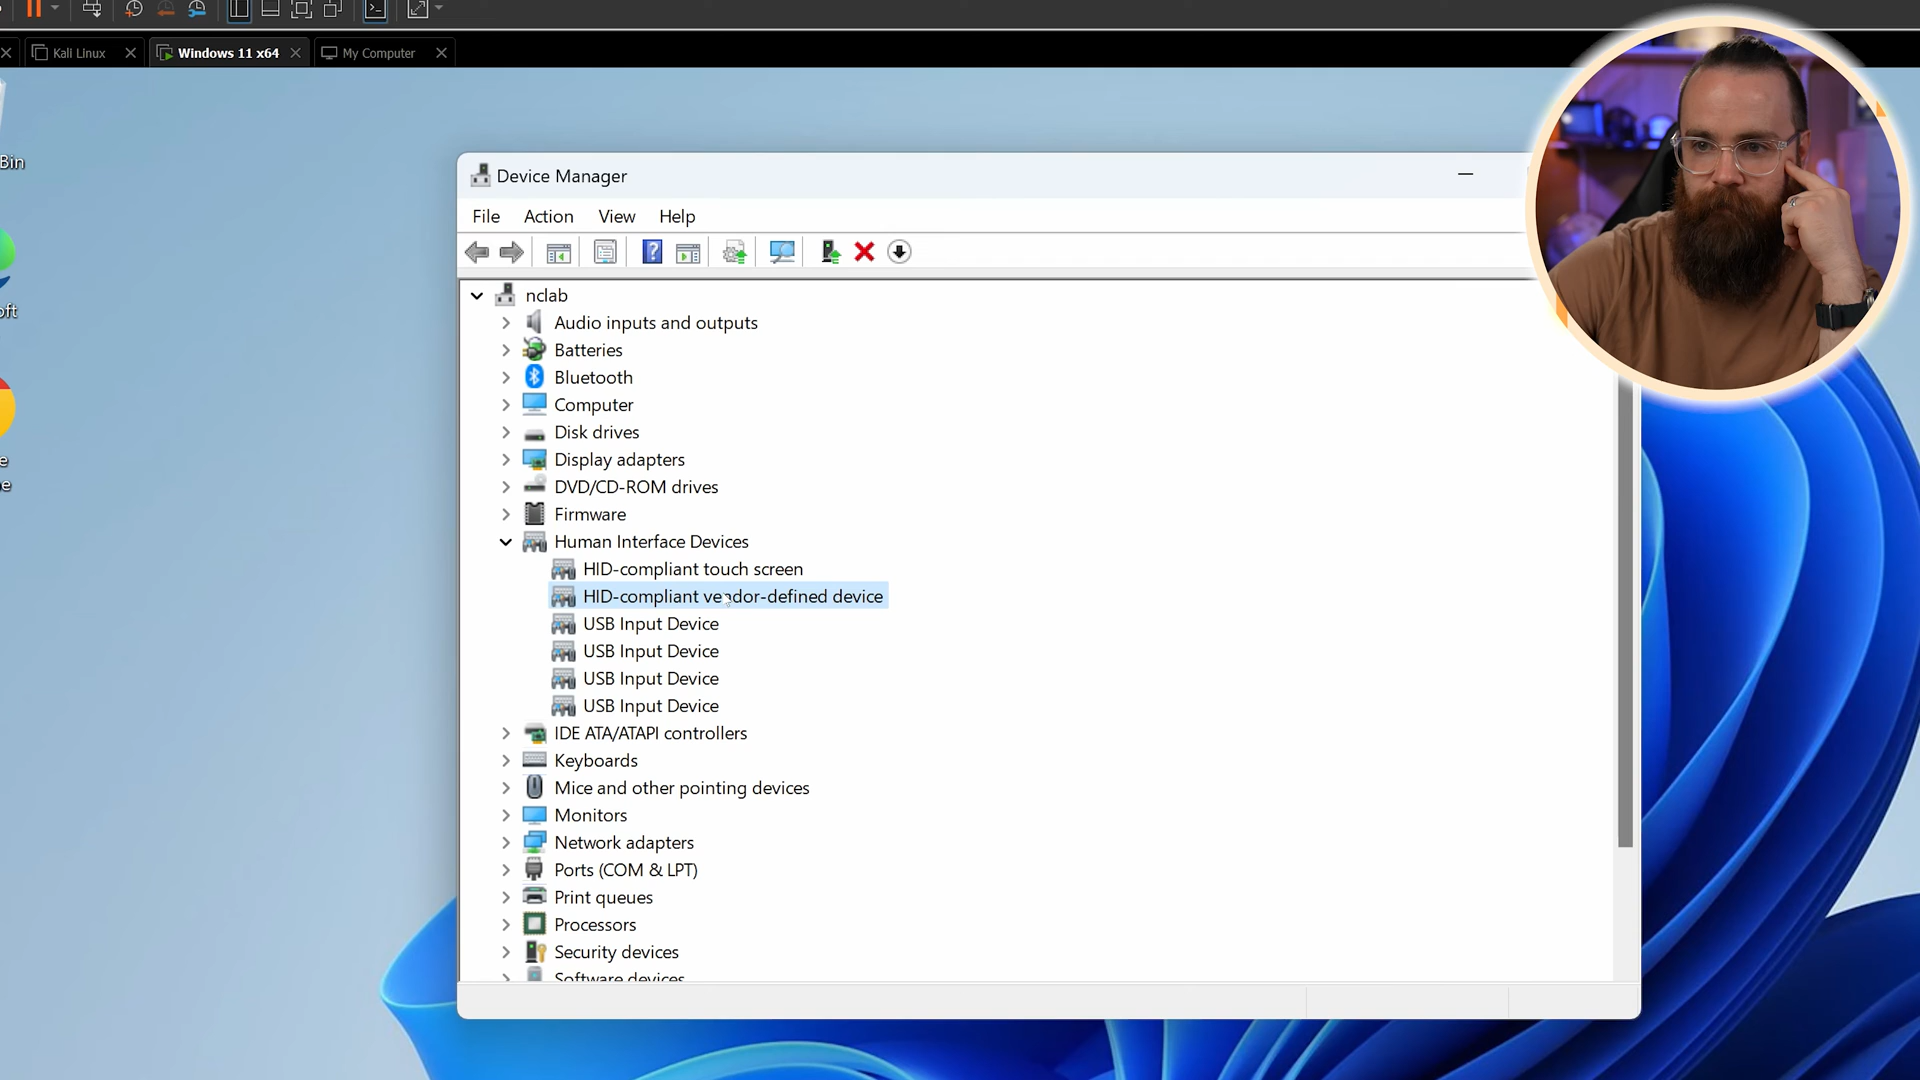 Kali Linux
Windows 11 x64
My Computer
Bin
oft
e
e
Device Manager
File Action View Help
nclab
Audio inputs and outputs
Batteries
Bluetooth
Computer
Disk drives
Display adapters
DVD/CD-ROM drives
Firmware
Human Interface Devices
HID-compliant touch screen
HID-compliant vendor-defined device
USB Input Device
USB Input Device
USB Input Device
USB Input Device
IDE ATA/ATAPI controllers
Keyboards
Mice and other pointing devices
Monitors
Network adapters
Ports (COM & LPT)
Print queues
Processors
Security devices
Software devices